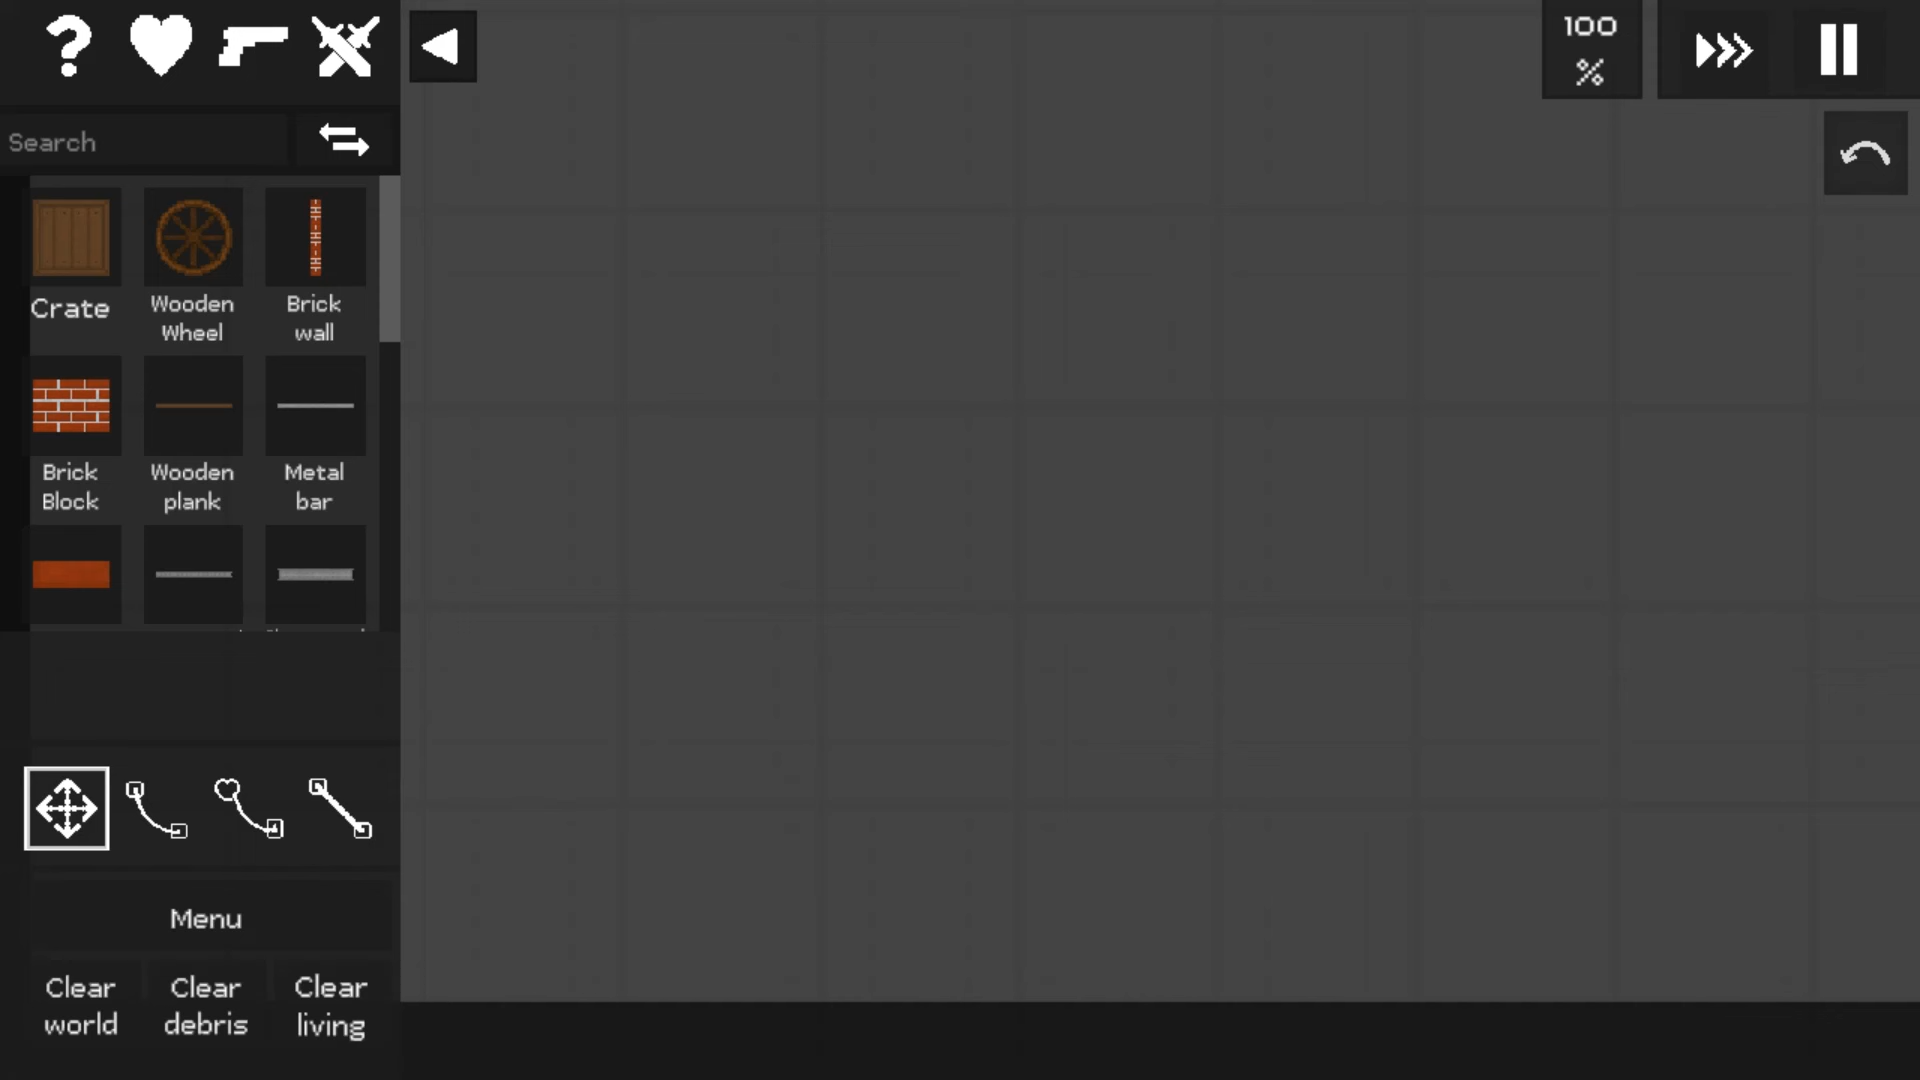 100
%
Search
Crate
Wooden
Wheel
Brick
wall
Brick
Block
Wooden
plank
Metal
bar
Menu
Clear
world
Clear
debris
Clear
living